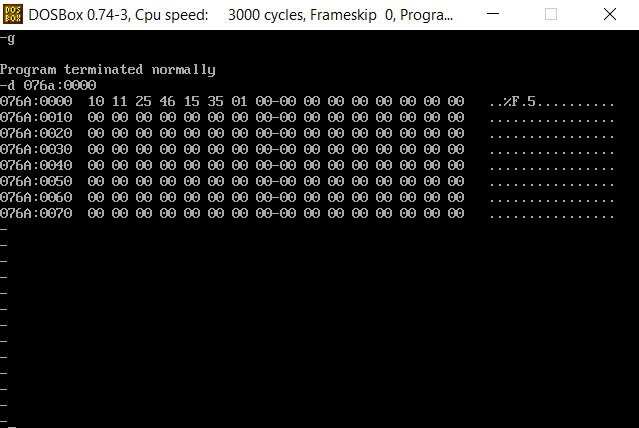 DOS BOX DOSBox 0.74-3, Cpu speed: 3000 cycles, Frameskip 0, Progra...
-g
Program terminated normally
-d 076a:0000
076A:0000 10 11 25 46 15 35 01 00-00 00 00 00 00 00 00 00 ..%F.5..........
076A:0010 00 00 00 00 00 00 00 00-00 00 00 00 00 00 00 00 ................
076A:0020 00 00 00 00 00 00 00 00-00 00 00 00 00 00 00 00 ................
076A:0030 00 00 00 00 00 00 00 00-00 00 00 00 00 00 00 00 ................
076A:0040 00 00 00 00 00 00 00 00-00 00 00 00 00 00 00 00 ................
076A:0050 00 00 00 00 00 00 00 00-00 00 00 00 00 00 00 00 ................
076A:0060 00 00 00 00 00 00 00 00-00 00 00 00 00 00 00 00 ................
076A:0070 00 00 00 00 00 00 00 00-00 00 00 00 00 00 00 00 ................
-
-
-
-
-
-
-
-
-
-
-
-
-